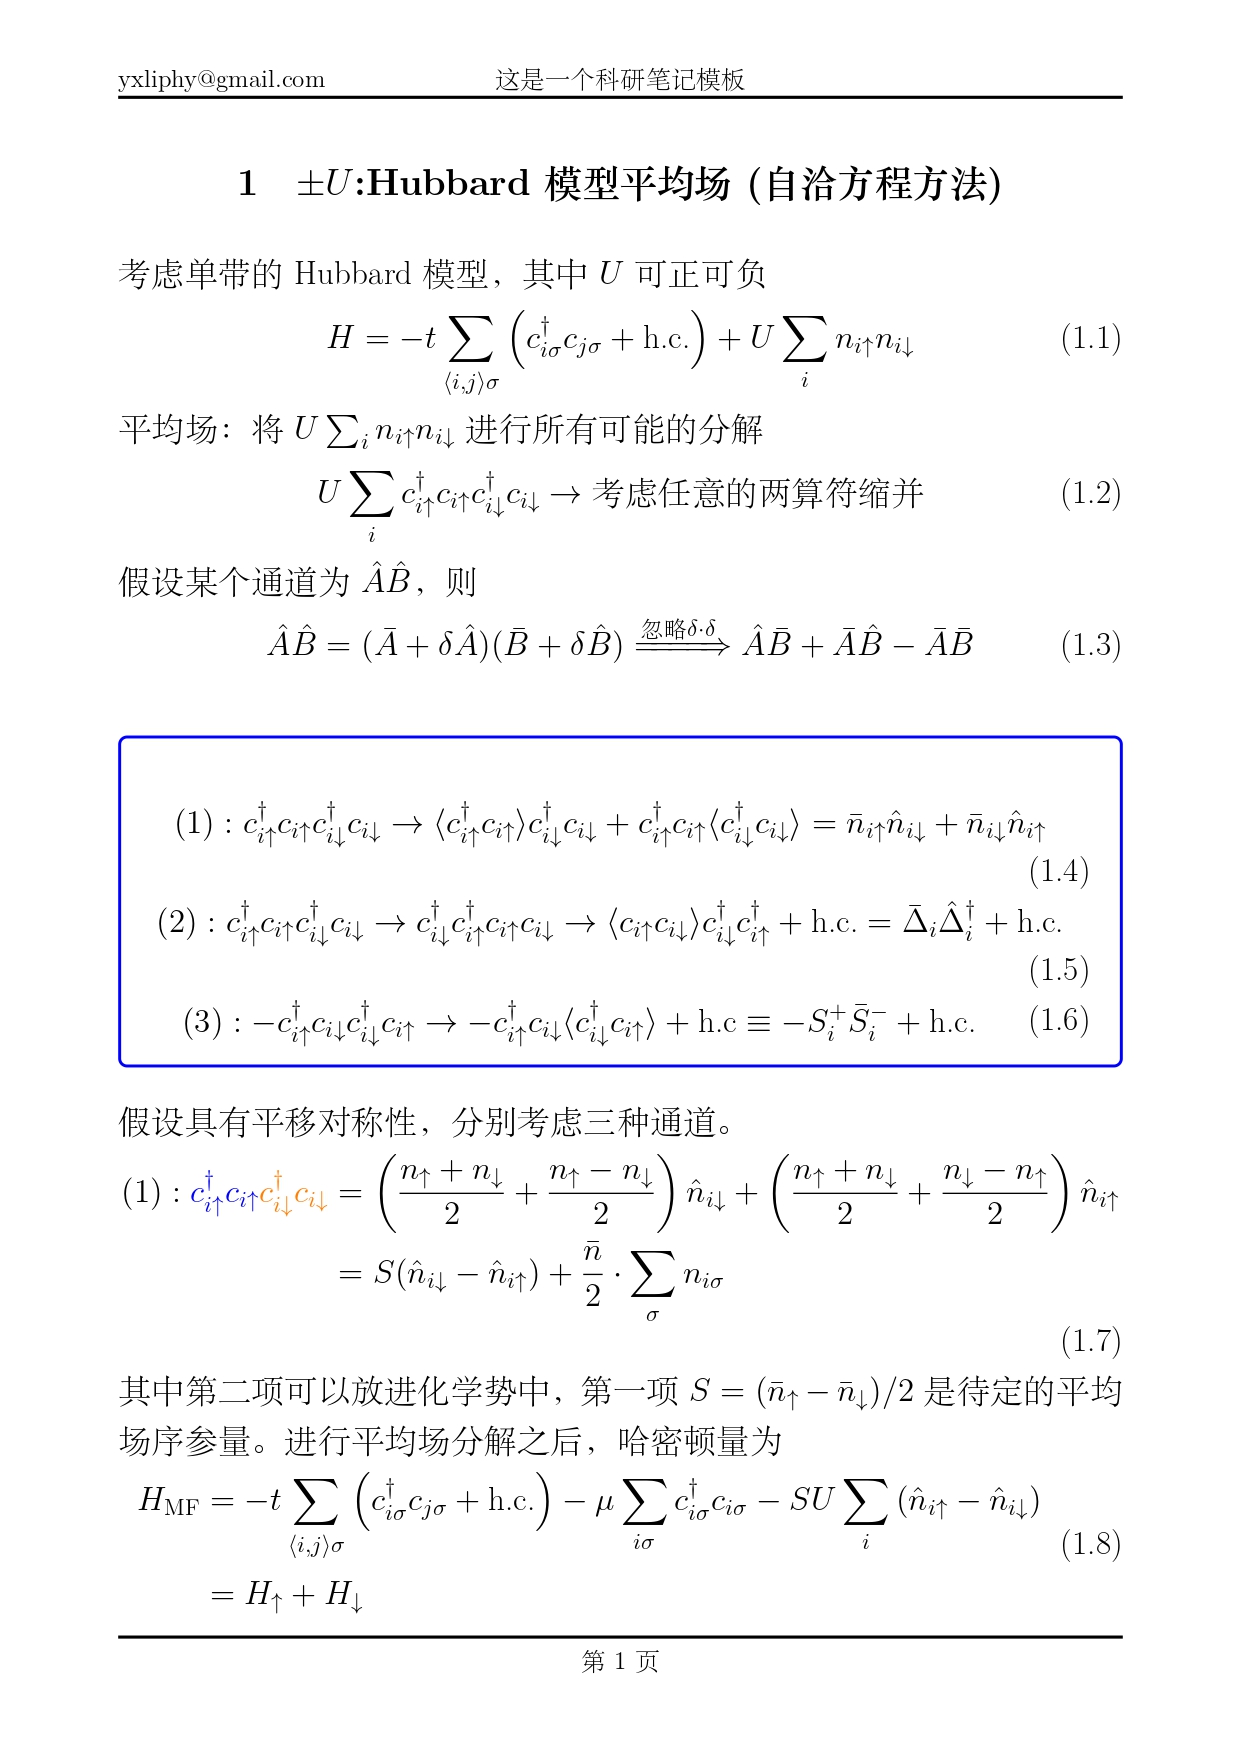 yxliphy@gmail.com 这是一个科研笔记模板
1 ±U:Hubbard 模型平均场 (自洽方程方法)
考虑单带的 Hubbard 模型，其中 U 可正可负
$H = -t \sum_{\langle i,j \rangle \sigma} \left( c_{i\sigma}^\dagger c_{j\sigma} + \text{h.c.} \right) + U \sum_i n_{i\uparrow} n_{i\downarrow}$ (1.1)
平均场：将 $U \sum_i n_{i\uparrow} n_{i\downarrow}$ 进行所有可能的分解
$U \sum_i c_{i\uparrow}^\dagger c_{i\uparrow} c_{i\downarrow}^\dagger c_{i\downarrow} \to$ 考虑任意的两算符缩并 (1.2)
假设某个通道为 $\hat{A}\hat{B}$，则
$\hat{A}\hat{B} = (\bar{A} + \delta\hat{A})(\bar{B} + \delta\hat{B}) \xRightarrow{\text{忽略}\delta\cdot\delta} \hat{A}\bar{B} + \bar{A}\hat{B} - \bar{A}\bar{B}$ (1.3)
$(1): c_{i\uparrow}^\dagger c_{i\uparrow} c_{i\downarrow}^\dagger c_{i\downarrow} \to \langle c_{i\uparrow}^\dagger c_{i\uparrow} \rangle c_{i\downarrow}^\dagger c_{i\downarrow} + c_{i\uparrow}^\dagger c_{i\uparrow} \langle c_{i\downarrow}^\dagger c_{i\downarrow} \rangle = \bar{n}_{i\uparrow} \hat{n}_{i\downarrow} + \bar{n}_{i\downarrow} \hat{n}_{i\uparrow}$
(1.4)
$(2): c_{i\uparrow}^\dagger c_{i\uparrow} c_{i\downarrow}^\dagger c_{i\downarrow} \to c_{i\downarrow}^\dagger c_{i\uparrow}^\dagger c_{i\uparrow} c_{i\downarrow} \to \langle c_{i\uparrow} c_{i\downarrow} \rangle c_{i\downarrow}^\dagger c_{i\uparrow}^\dagger + \text{h.c.} = \bar{\Delta}_i \hat{\Delta}_i^\dagger + \text{h.c.}$
(1.5)
$(3): -c_{i\uparrow}^\dagger c_{i\downarrow} c_{i\downarrow}^\dagger c_{i\uparrow} \to -c_{i\uparrow}^\dagger c_{i\downarrow} \langle c_{i\downarrow}^\dagger c_{i\uparrow} \rangle + \text{h.c} \equiv -S_i^+ \bar{S}_i^- + \text{h.c.}$ (1.6)
假设具有平移对称性，分别考虑三种通道。
$(1): c_{i\uparrow}^\dagger c_{i\uparrow} c_{i\downarrow}^\dagger c_{i\downarrow} = \left( \frac{n_\uparrow + n_\downarrow}{2} + \frac{n_\uparrow - n_\downarrow}{2} \right) \hat{n}_{i\downarrow} + \left( \frac{n_\uparrow + n_\downarrow}{2} + \frac{n_\downarrow - n_\uparrow}{2} \right) \hat{n}_{i\uparrow}$
$= S(\hat{n}_{i\downarrow} - \hat{n}_{i\uparrow}) + \frac{\bar{n}}{2} \cdot \sum_\sigma n_{i\sigma}$
(1.7)
其中第二项可以放进化学势中，第一项 $S = (\bar{n}_\uparrow - \bar{n}_\downarrow)/2$ 是待定的平均
场序参量。进行平均场分解之后，哈密顿量为
$H_{\text{MF}} = -t \sum_{\langle i,j \rangle \sigma} \left( c_{i\sigma}^\dagger c_{j\sigma} + \text{h.c.} \right) - \mu \sum_{i\sigma} c_{i\sigma}^\dagger c_{i\sigma} - SU \sum_i (\hat{n}_{i\uparrow} - \hat{n}_{i\downarrow})$
(1.8)
$= H_\uparrow + H_\downarrow$
第 1 页